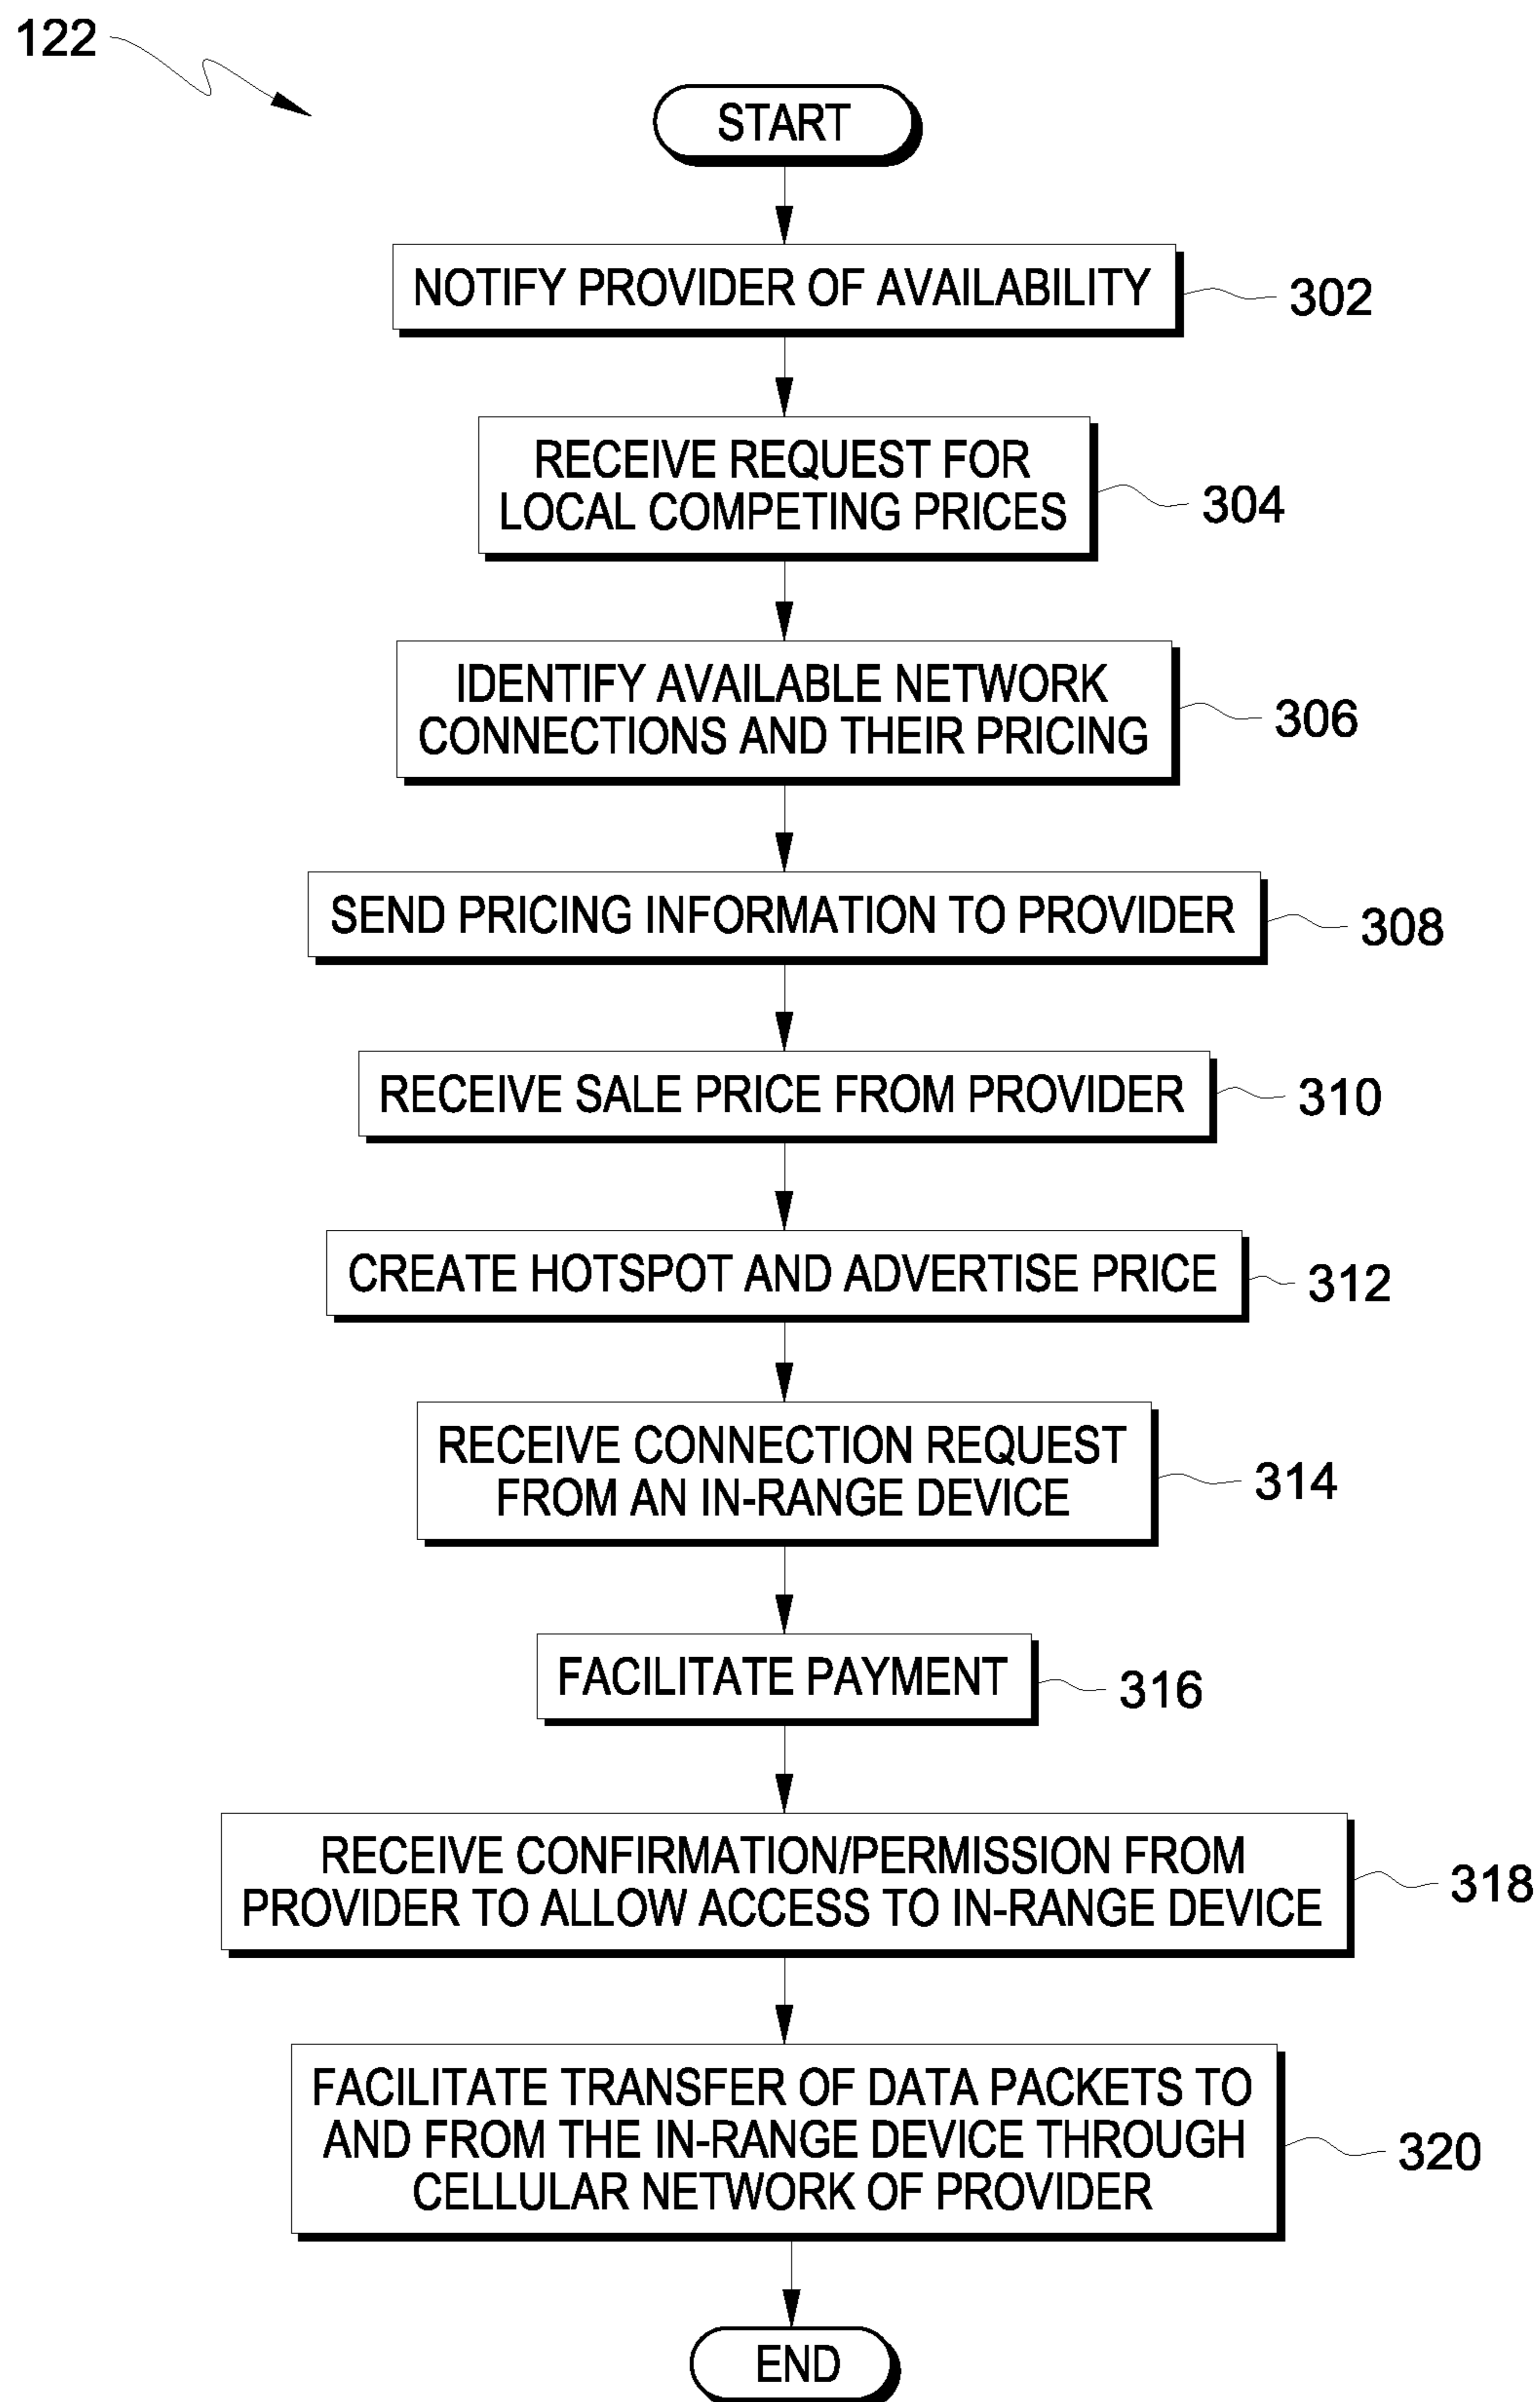 122
START
NOTIFY PROVIDER OF AVAILABILITY
302
RECEIVE REQUEST FOR
LOCAL COMPETING PRICES
304
IDENTIFY AVAILABLE NETWORK
CONNECTIONS AND THEIR PRICING
306
SEND PRICING INFORMATION TO PROVIDER
308
RECEIVE SALE PRICE FROM PROVIDER
310
CREATE HOTSPOT AND ADVERTISE PRICE
312
RECEIVE CONNECTION REQUEST
FROM AN IN-RANGE DEVICE
314
FACILITATE PAYMENT
316
RECEIVE CONFIRMATION/PERMISSION FROM
PROVIDER TO ALLOW ACCESS TO IN-RANGE DEVICE
318
FACILITATE TRANSFER OF DATA PACKETS TO
AND FROM THE IN-RANGE DEVICE THROUGH
CELLULAR NETWORK OF PROVIDER
320
END